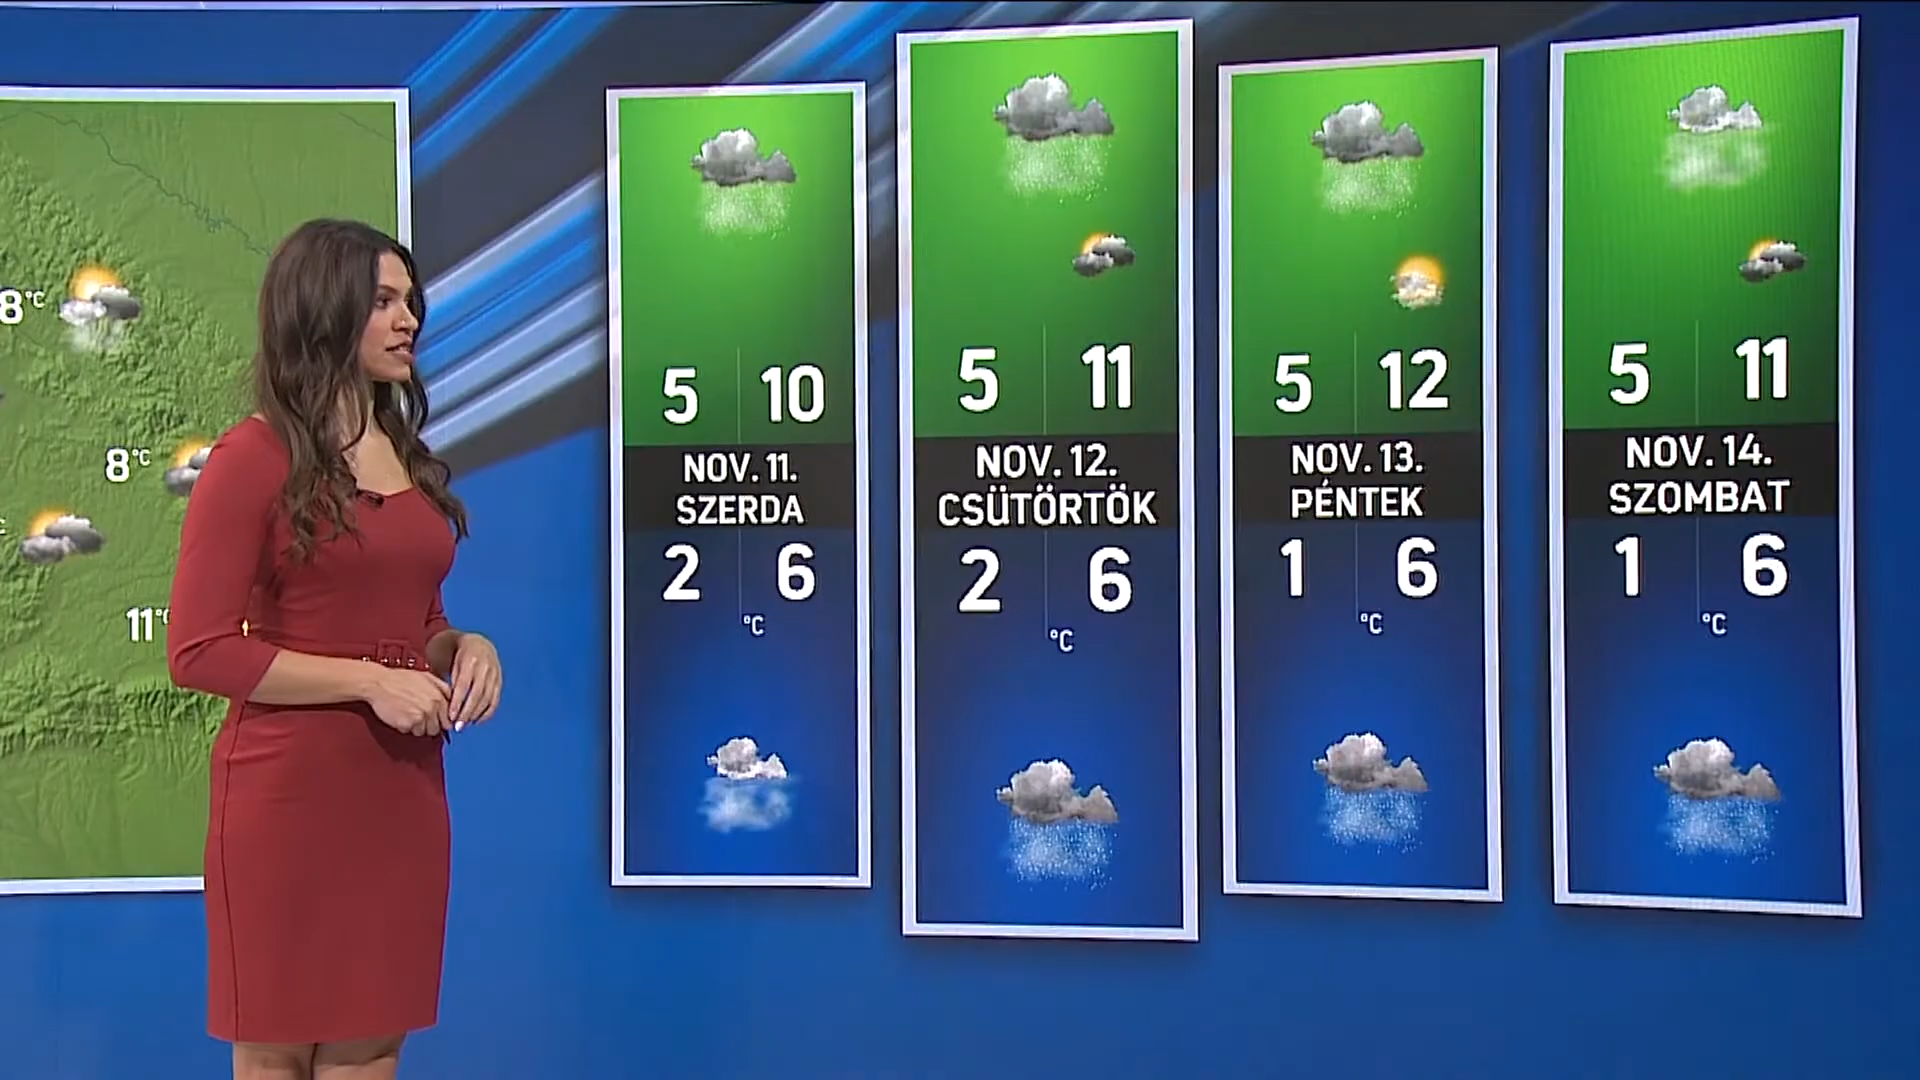 8°C
8°C
11°C
5 10
NOV. 11.
SZERDA
2 6
°C
5 11
NOV. 12.
CSÜTÖRTÖK
2 6
°C
5 12
NOV. 13.
PÉNTEK
1 6
°C
5 11
NOV. 14.
SZOMBAT
1 6
°C